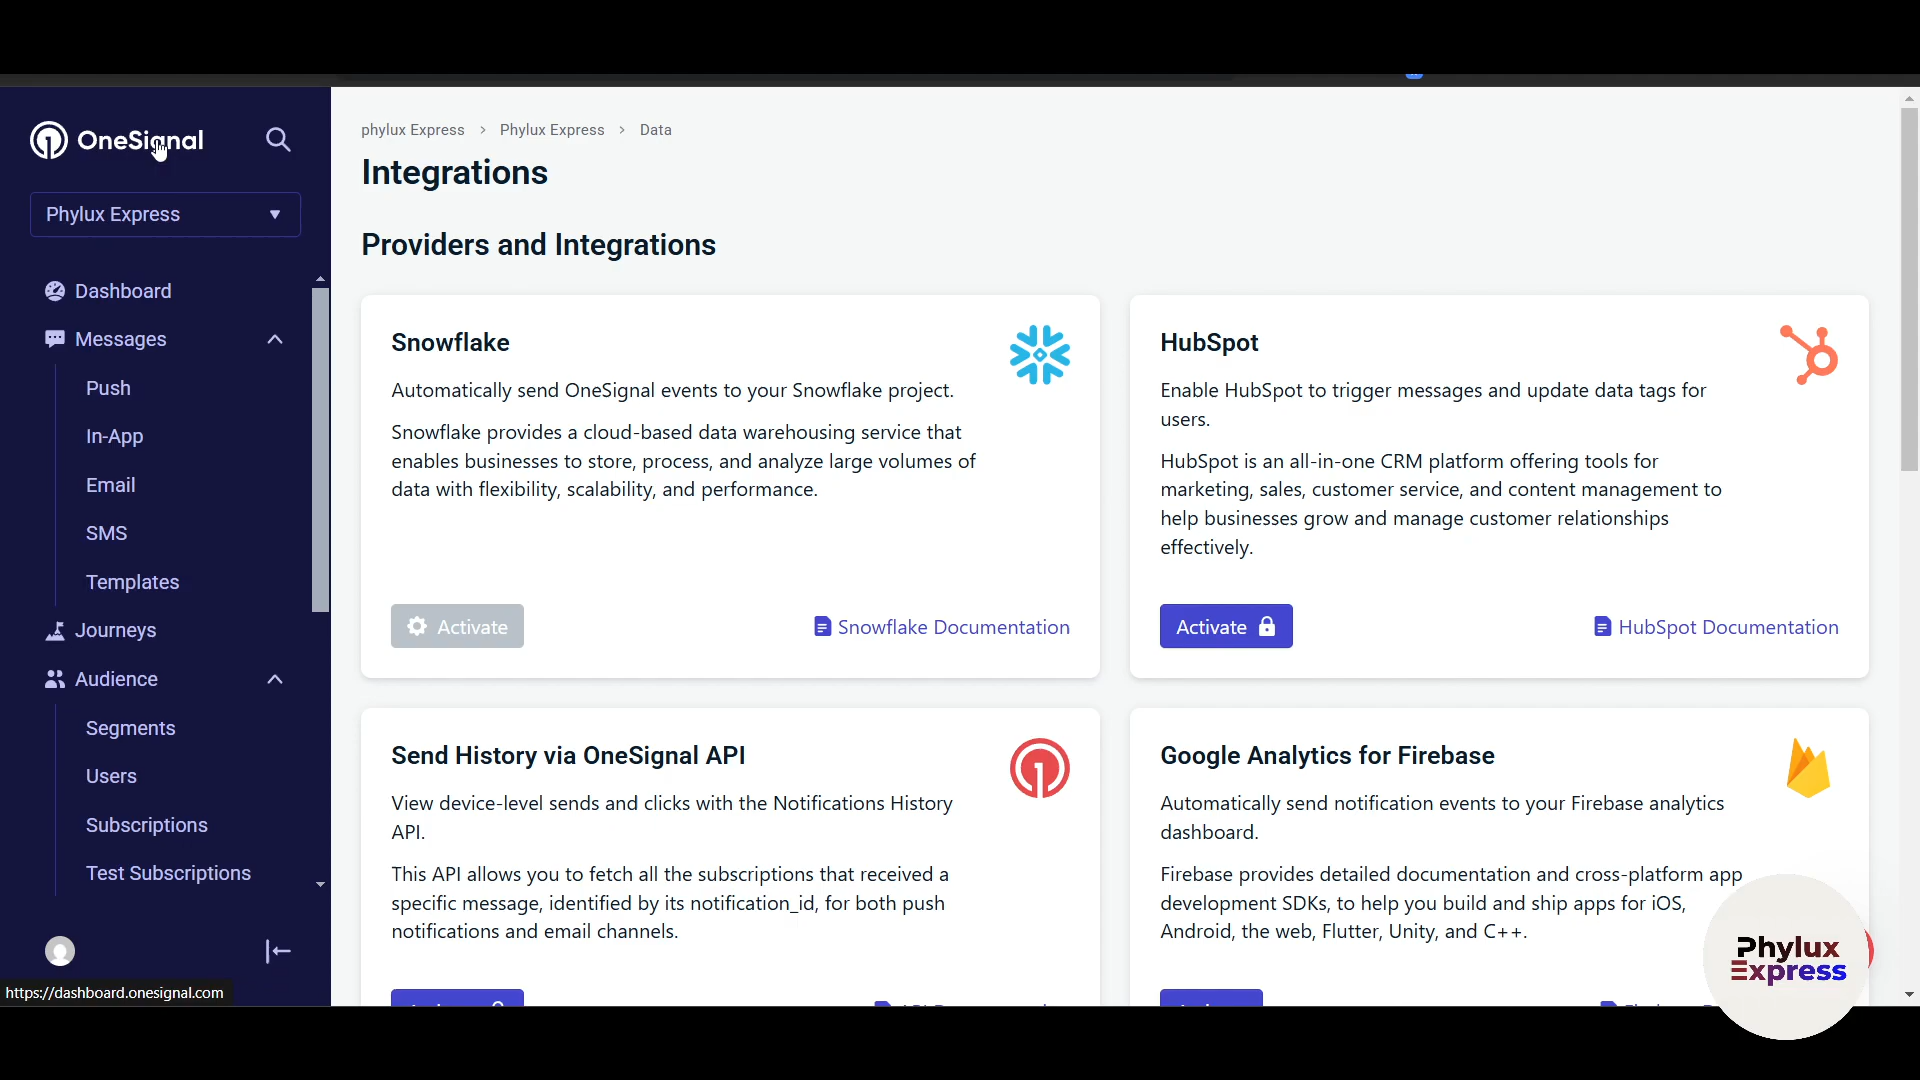 OneSignal
Phylux Express
Dashboard
Messages
Push
In-App
Email
SMS
Templates
Journeys
Audience
Segments
Users
Subscriptions
Test Subscriptions
https://dashboard.onesignal.com
phylux Express > Phylux Express > Data
Integrations
Providers and Integrations
Snowflake
Automatically send OneSignal events to your Snowflake project.
Snowflake provides a cloud-based data warehousing service that
enables businesses to store, process, and analyze large volumes of
data with flexibility, scalability, and performance.
Activate
Snowflake Documentation
HubSpot
Enable HubSpot to trigger messages and update data tags for
users.
HubSpot is an all-in-one CRM platform offering tools for
marketing, sales, customer service, and content management to
help businesses grow and manage customer relationships
effectively.
Activate
HubSpot Documentation
Send History via OneSignal API
View device-level sends and clicks with the Notifications History
API.
This API allows you to fetch all the subscriptions that received a
specific message, identified by its notification_id, for both push
notifications and email channels.
Google Analytics for Firebase
Automatically send notification events to your Firebase analytics
dashboard.
Firebase provides detailed documentation and cross-platform app
development SDKs, to help you build and ship apps for iOS,
Android, the web, Flutter, Unity, and C++.
Phylux
Express